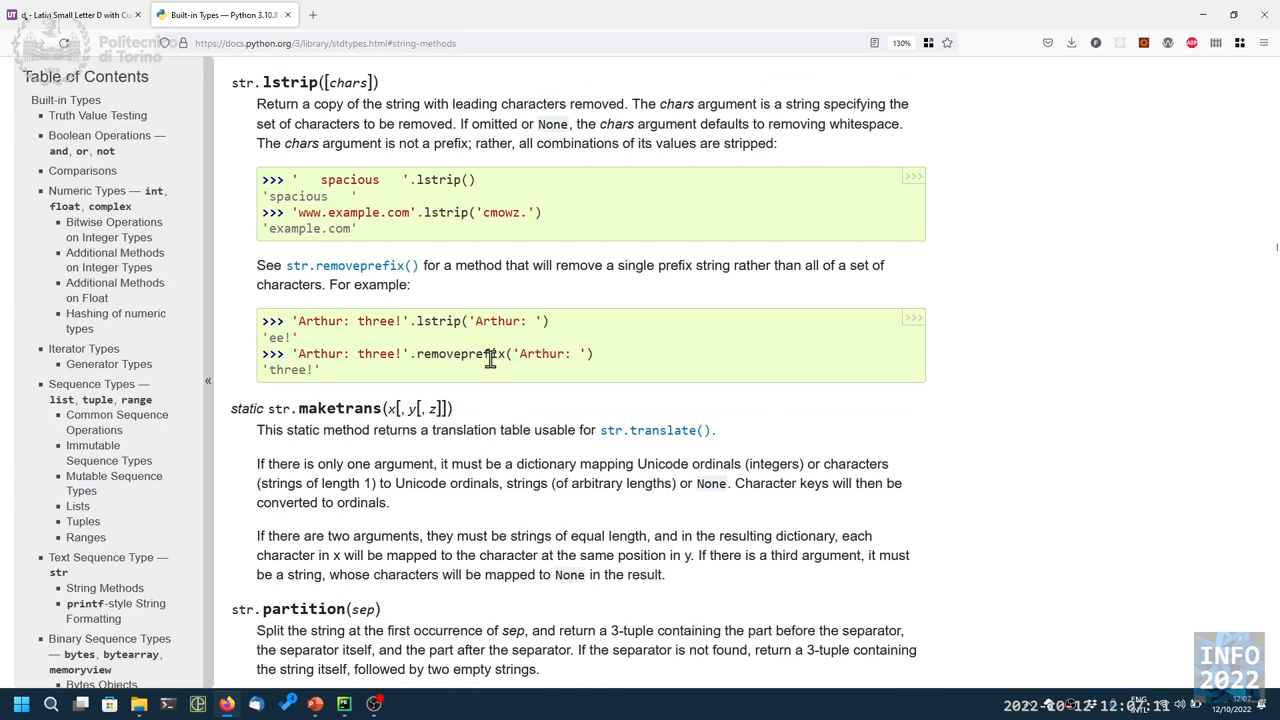 d - Latin Small Letter D with Cu
Built-in Types — Python 3.10.8
Politecnico
di Torino
https://docs.python.org/3/library/stdtypes.html#string-methods
130%
Table of Contents
Built-in Types
Truth Value Testing
Boolean Operations —
and, or, not
Comparisons
Numeric Types — int,
float, complex
Bitwise Operations
on Integer Types
Additional Methods
on Integer Types
Additional Methods
on Float
Hashing of numeric
types
Iterator Types
Generator Types
Sequence Types —
list, tuple, range
Common Sequence
Operations
Immutable
Sequence Types
Mutable Sequence
Types
Lists
Tuples
Ranges
Text Sequence Type —
str
String Methods
printf-style String
Formatting
Binary Sequence Types
— bytes, bytearray,
memoryview
Bytes Objects
«
str.lstrip([chars])
Return a copy of the string with leading characters removed. The chars argument is a string specifying the
set of characters to be removed. If omitted or None, the chars argument defaults to removing whitespace.
The chars argument is not a prefix; rather, all combinations of its values are stripped:
>>>
>>> '   spacious   '.lstrip()
'spacious   '
>>> 'www.example.com'.lstrip('cmowz.')
'example.com'
See str.removeprefix() for a method that will remove a single prefix string rather than all of a set of
characters. For example:
>>>
>>> 'Arthur: three!'.lstrip('Arthur: ')
'ee!'
>>> 'Arthur: three!'.removeprefix('Arthur: ')
'three!'
static str.maketrans(x[, y[, z]])
This static method returns a translation table usable for str.translate().
If there is only one argument, it must be a dictionary mapping Unicode ordinals (integers) or characters
(strings of length 1) to Unicode ordinals, strings (of arbitrary lengths) or None. Character keys will then be
converted to ordinals.
If there are two arguments, they must be strings of equal length, and in the resulting dictionary, each
character in x will be mapped to the character at the same position in y. If there is a third argument, it must
be a string, whose characters will be mapped to None in the result.
str.partition(sep)
Split the string at the first occurrence of sep, and return a 3-tuple containing the part before the separator,
the separator itself, and the part after the separator. If the separator is not found, return a 3-tuple containing
the string itself, followed by two empty strings.
INFO
2022
ENG
INTL
12:07
12/10/2022